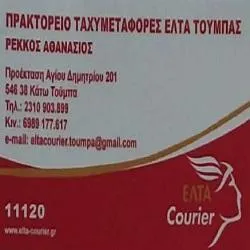 ΠΡΑΚΤΟΡΕΙΟ ΤΑΧΥΜΕΤΑΦΟΡΕΣ ΕΛΤΑ ΤΟΥΜΠΑΣ
ΡΕΚΚΟΣ ΑΘΑΝΑΣΙΟΣ
Προέκταση Αγίου Δημητρίου 201
546 38 Κάτω Τούμπα
Τηλ.: 2310 903.899
Κιν.: 6989 177.617
e-mail: eltacourier.toumpa@gmail.com
ΕΛΤΑ
Courier
11120
www.elta-courier.gr